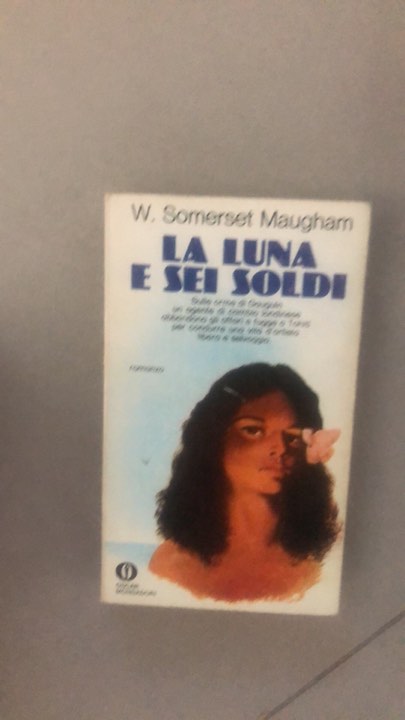 W. Somerset Maugham
LA LUNA
E SEI SOLDI
Sulle orme di Gauguin
un agente di cambio londinese
abbandona gli affari e fugge a Tahiti
per condurre una vita d'artista
libero e selvaggio
romanzo
OSCAR
MONDADORI